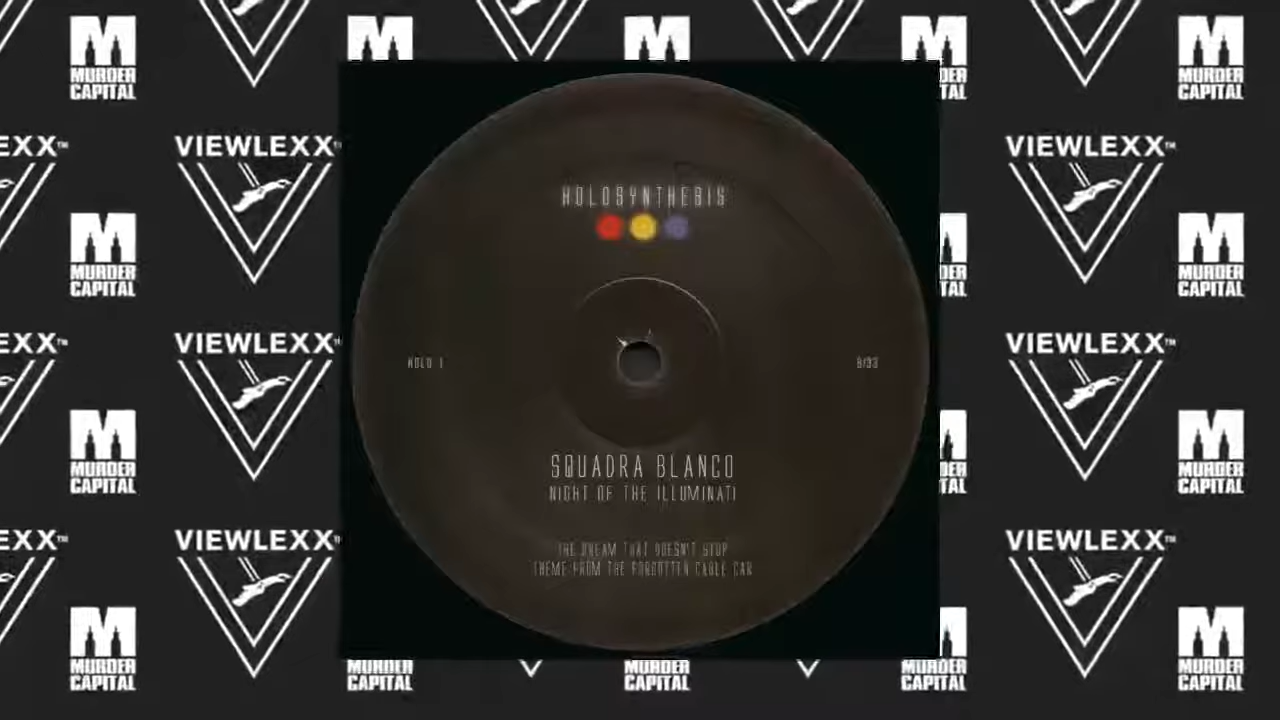 HOLOSYNTHESIS
HOLO 1
B/33
SQUADRA BLANCO
NIGHT OF THE ILLUMINATI
THE DREAM THAT DOESN'T STOP
THEME FROM THE FORGOTTEN CABLE CAR
MURDER CAPITAL
VIEWLEXX™